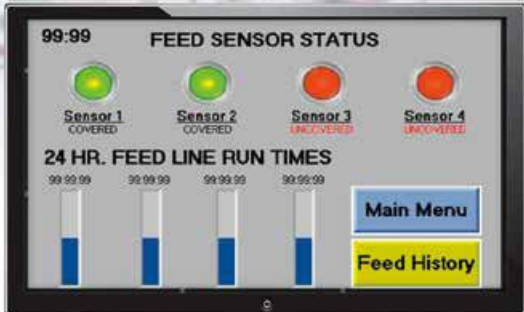 99:99 FEED SENSOR STATUS
Sensor 1 Sensor 2 Sensor 3 Sensor 4
COVERED COVERED UNCOVERED UNCOVERED
24 HR. FEED LINE RUN TIMES
99:99:99 99:99:99 99:99:99 99:99:99
Main Menu
Feed History